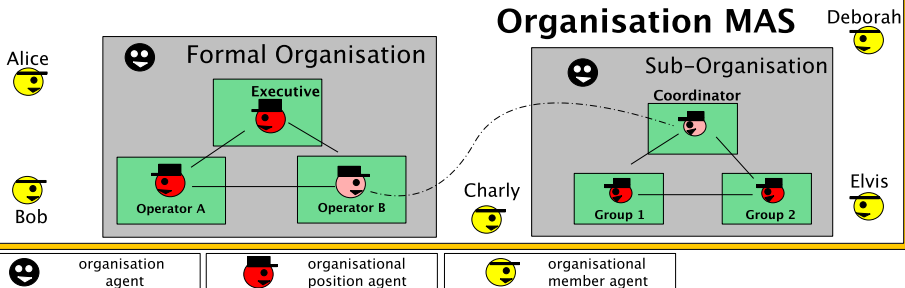 Organisation MAS
Deborah
Alice
Formal Organisation
Sub-Organisation
Executive
Coordinator
Operator A
Operator B
Bob
Charly
Elvis
Group 1
Group 2
organisation
agent
organisational
position agent
organisational
member agent